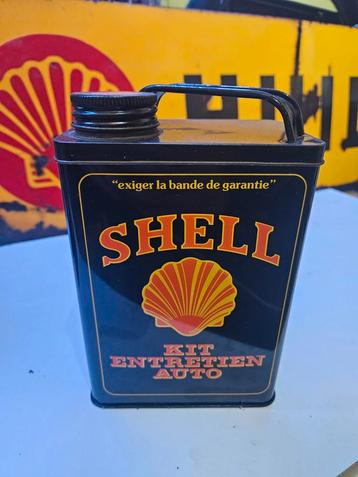 "exiger la bande de garantie"
SHELL
KIT
ENTRETIEN
AUTO